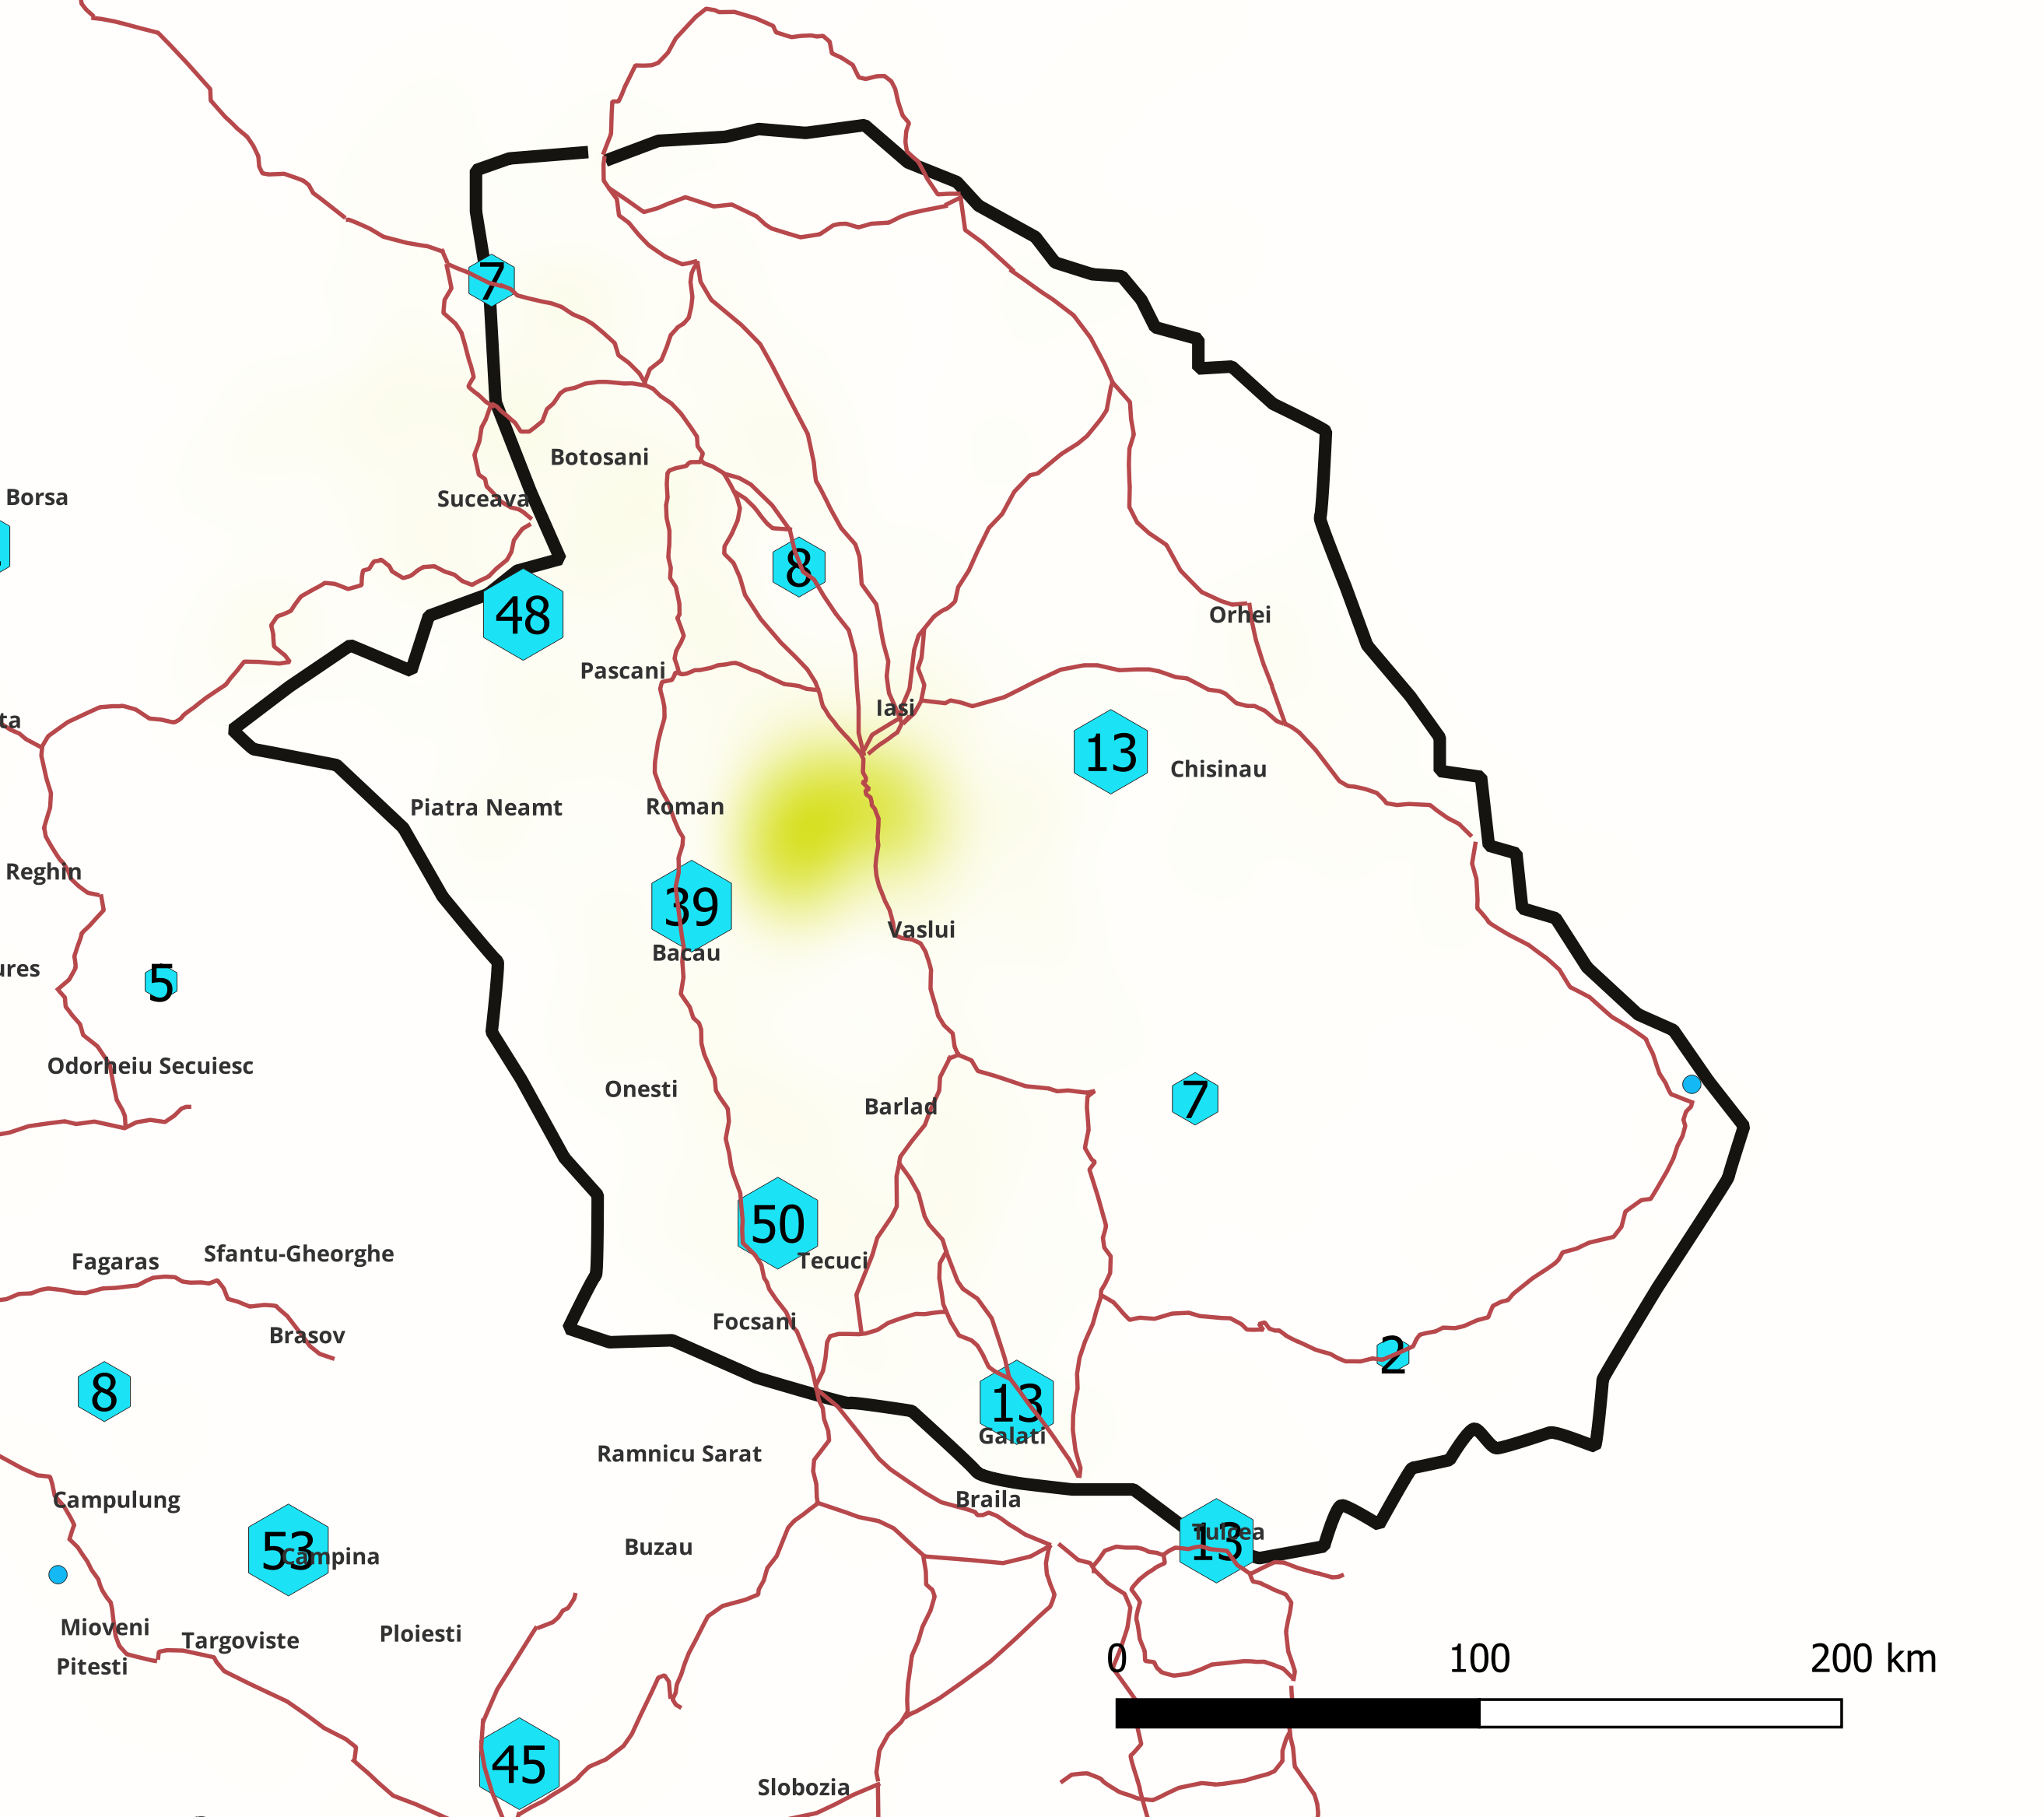 7
Botosani
Borsa
Suceava
8
48
Orhei
Pascani
Iasi
ta
13
Chisinau
Piatra Neamt
Roman
Reghin
39
Vaslui
Bacau
ures
5
Odorheiu Secuiesc
Onesti
Barlad
7
50
Tecuci
Sfantu-Gheorghe
Fagaras
Focsani
Brasov
2
8
13
Galati
Ramnicu Sarat
Campulung
Braila
Tulcea
13
53
Campina
Buzau
Mioveni
Ploiesti
Targoviste
Pitesti
0 100 200 km
45
Slobozia